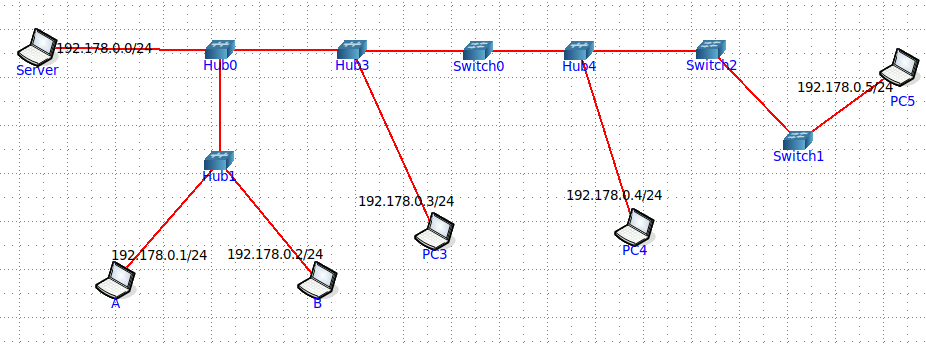 192.178.0.0/24
Server
Hub0
Hub3
Switch0
Hub4
Switch2
192.178.0.5/24
PC5
Switch1
Hub1
192.178.0.3/24
PC3
192.178.0.4/24
PC4
192.178.0.1/24
A
192.178.0.2/24
B